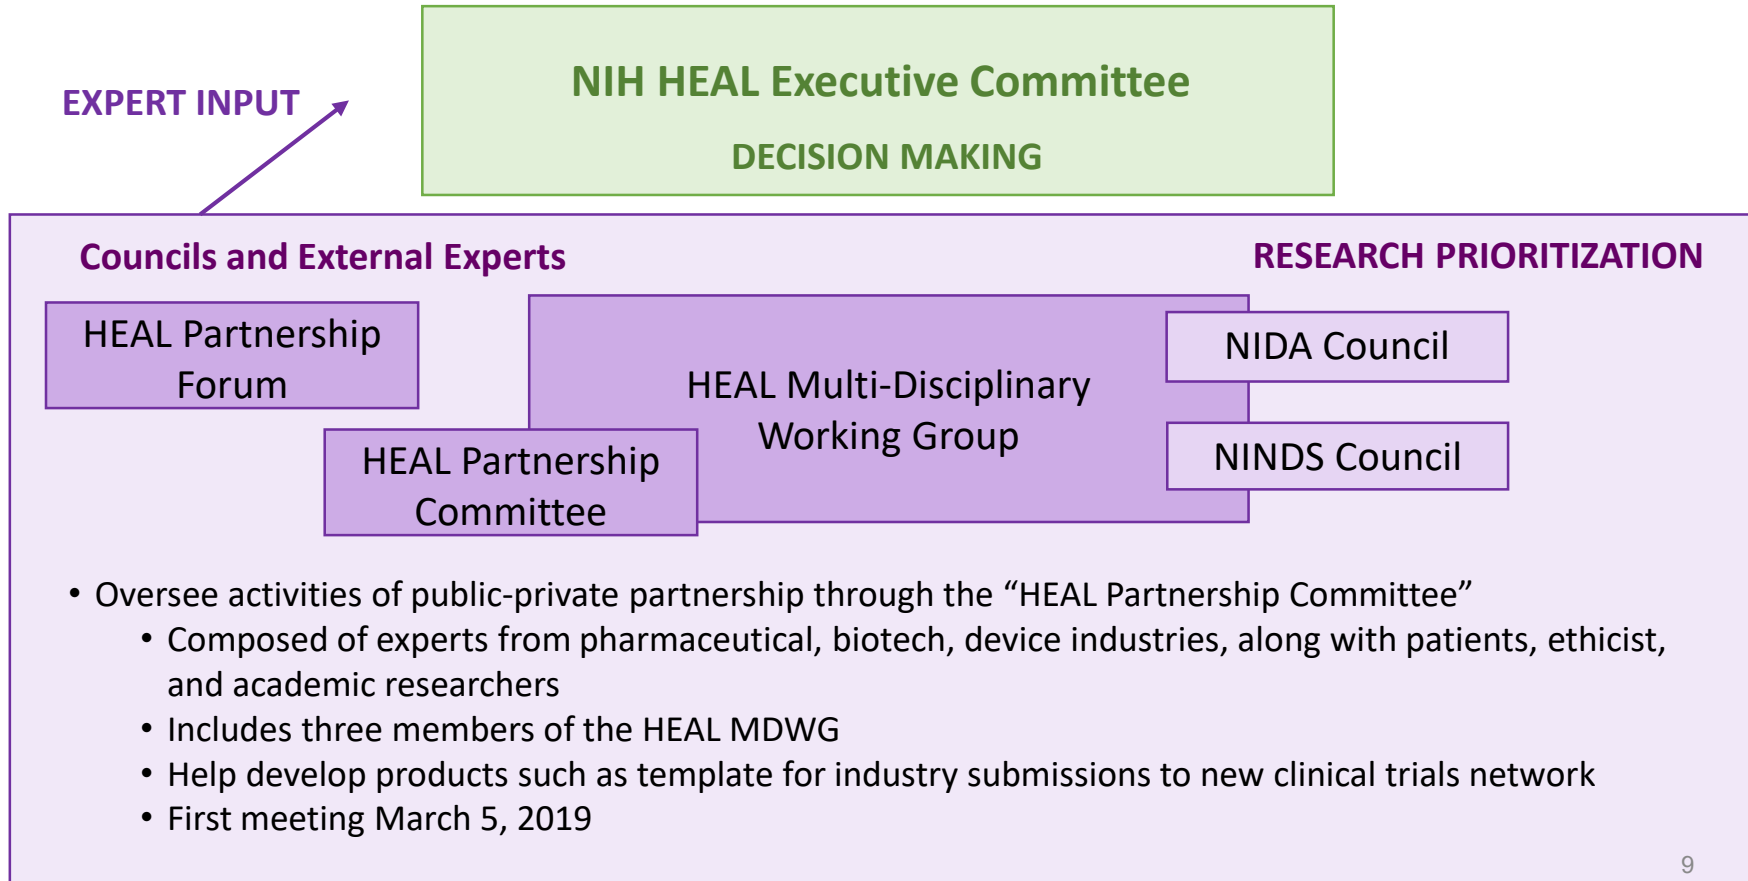 EXPERT INPUT
NIH HEAL Executive Committee
DECISION MAKING
Councils and External Experts
RESEARCH PRIORITIZATION
HEAL Partnership
Forum
HEAL Partnership
Committee
HEAL Multi-Disciplinary
Working Group
NIDA Council
NINDS Council
• Oversee activities of public-private partnership through the “HEAL Partnership Committee”
• Composed of experts from pharmaceutical, biotech, device industries, along with patients, ethicist,
and academic researchers
• Includes three members of the HEAL MDWG
• Help develop products such as template for industry submissions to new clinical trials network
• First meeting March 5, 2019
9